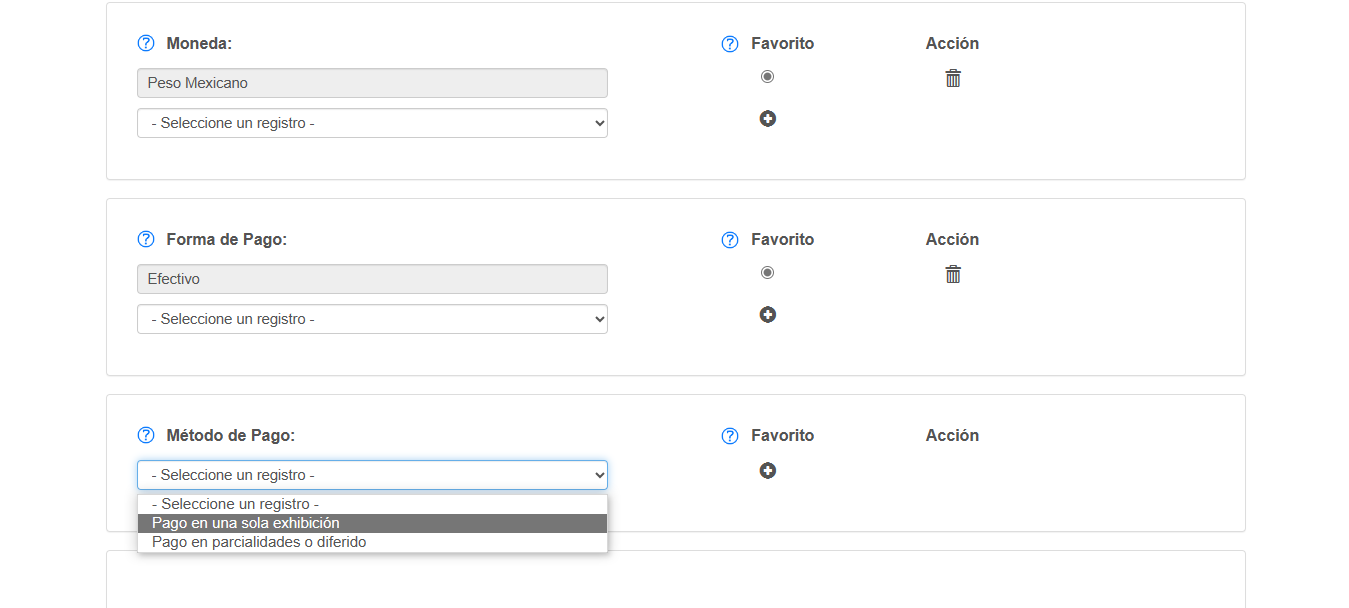 Moneda: Favorito Acción
Peso Mexicano
- Seleccione un registro -
Forma de Pago: Favorito Acción
Efectivo
- Seleccione un registro -
Método de Pago: Favorito Acción
- Seleccione un registro -
- Seleccione un registro -
Pago en una sola exhibición
Pago en parcialidades o diferido